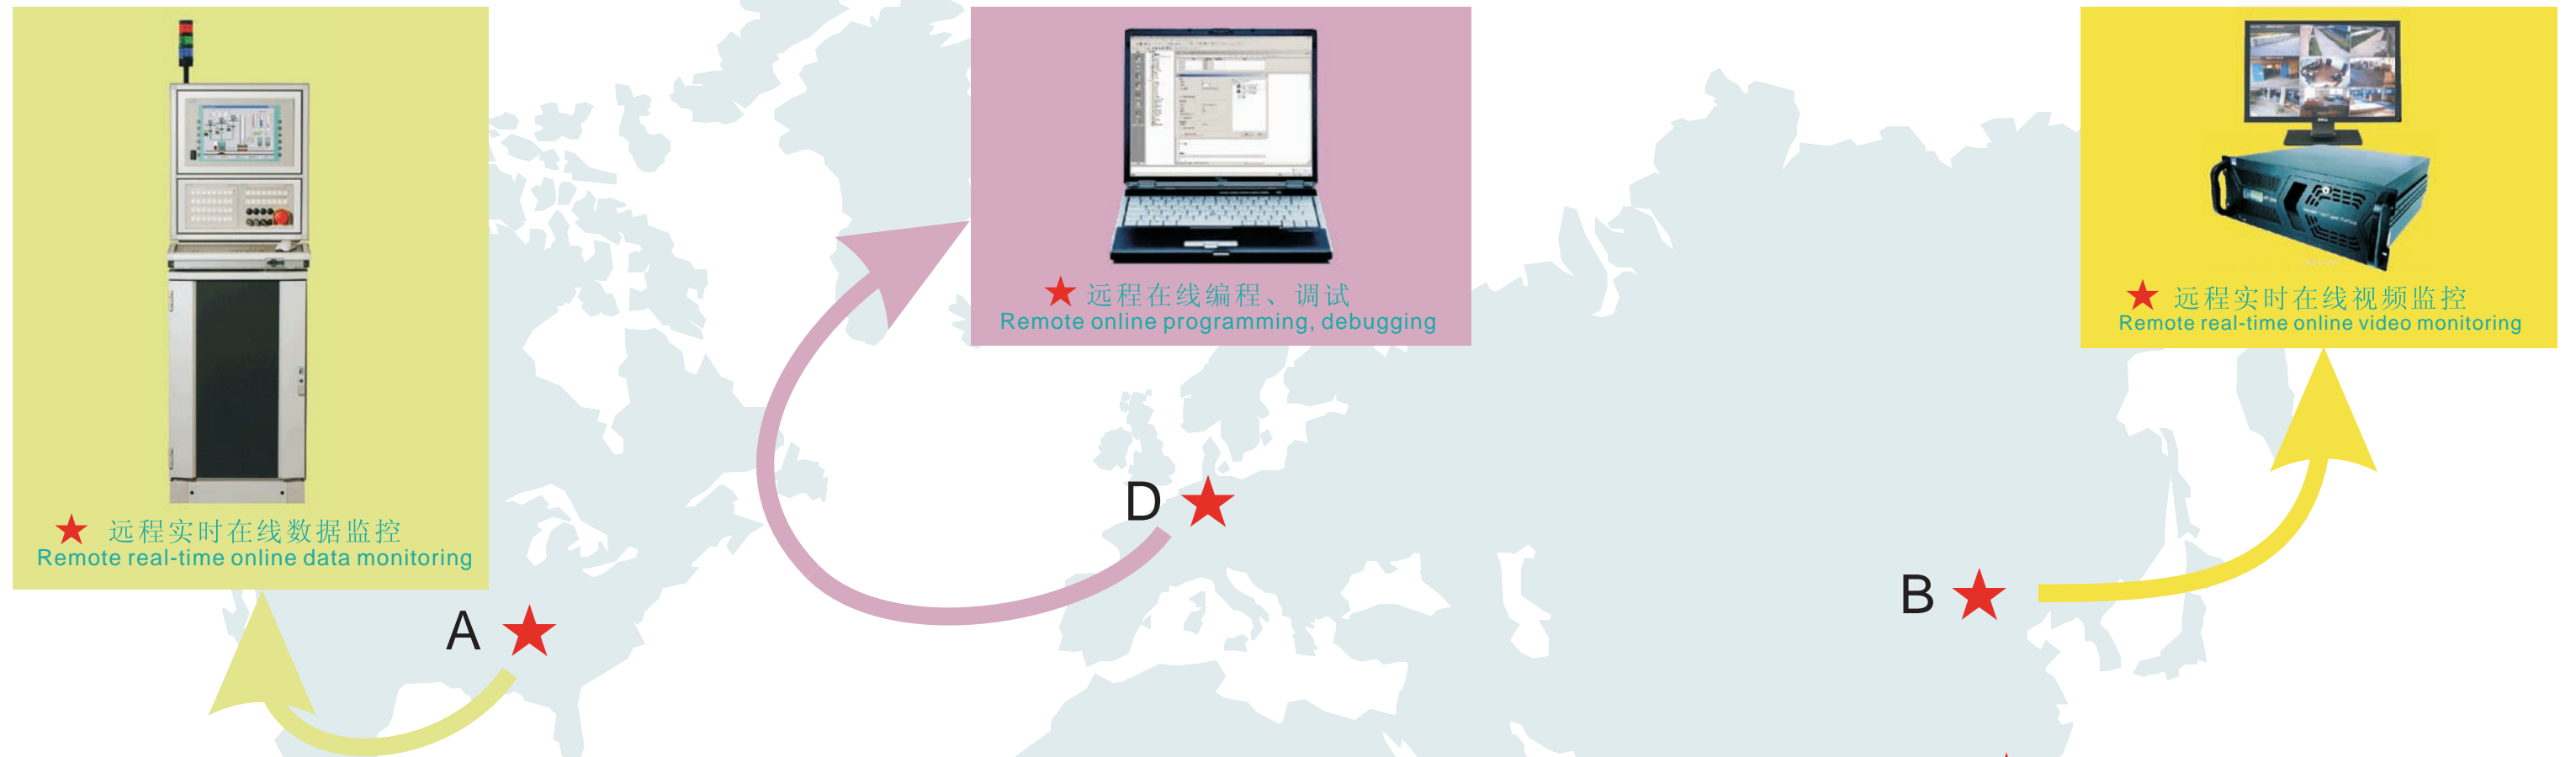 ★ 远程实时在线数据监控
Remote real-time online data monitoring
★ 远程在线编程、调试
Remote online programming, debugging
★ 远程实时在线视频监控
Remote real-time online video monitoring
DELL
A
D
B